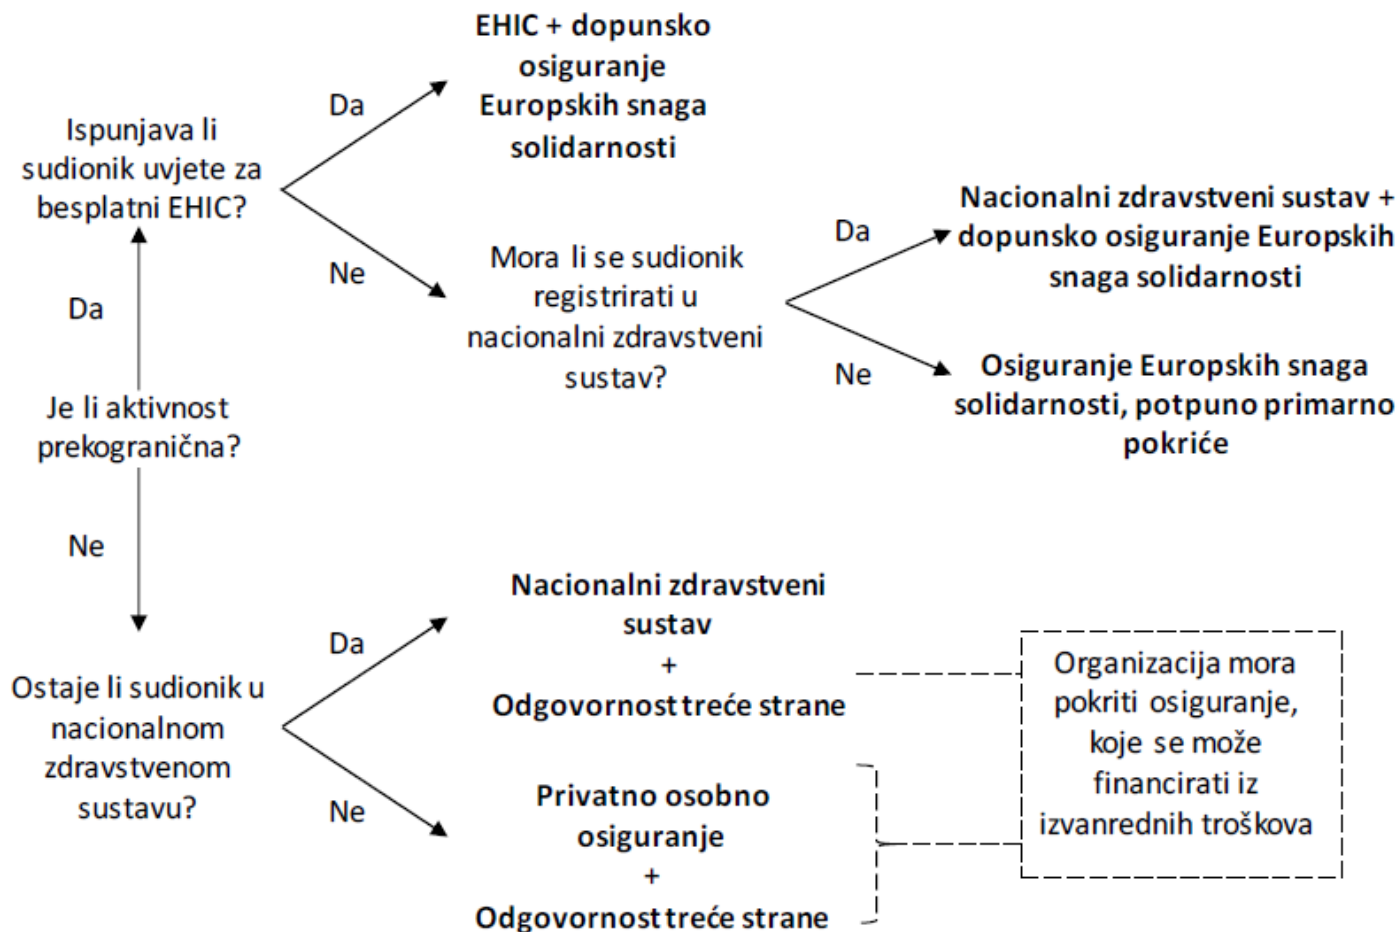 EHIC + dopunsko
osiguranje
Europskih snaga
solidarnosti
Da
Ispunjava li
sudionik uvjete za
besplatni EHIC?
Ne
Mora li se sudionik
registrirati u
nacionalni zdravstveni
sustav?
Da
Nacionalni zdravstveni sustav +
dopunsko osiguranje Europskih
snaga solidarnosti
Ne
Osiguranje Europskih snaga
solidarnosti, potpuno primarno
pokriće
Da
Je li aktivnost
prekogranična?
Ne
Ostaje li sudionik u
nacionalnom
zdravstvenom
sustavu?
Da
Nacionalni zdravstveni
sustav
+
Odgovornost treće strane
Ne
Privatno osobno
osiguranje
+
Odgovornost treće strane
Organizacija mora
pokriti osiguranje,
koje se može
financirati iz
izvanrednih troškova